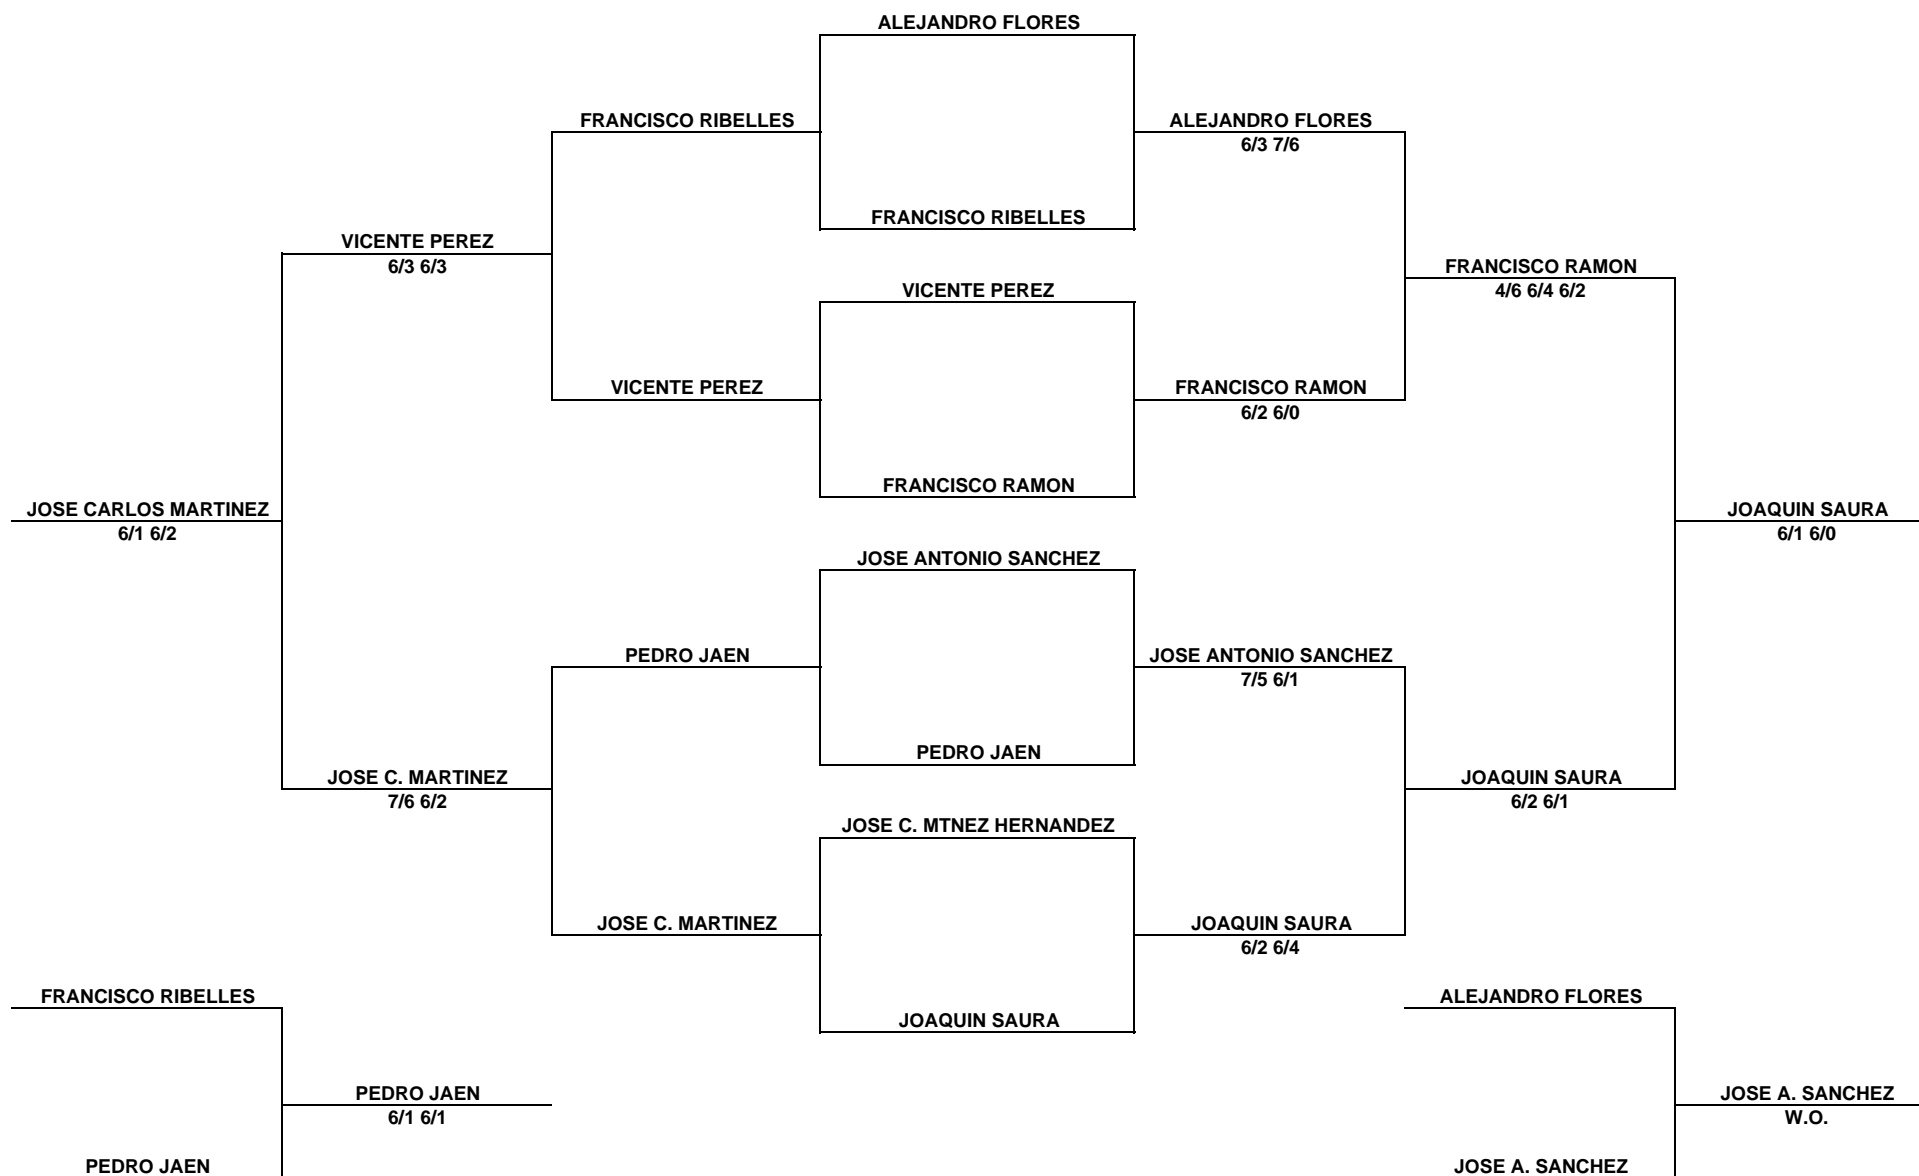 ALEJANDRO FLORES
FRANCISCO RIBELLES
ALEJANDRO FLORES
6/3 7/6
FRANCISCO RIBELLES
VICENTE PEREZ
6/3 6/3
FRANCISCO RAMON
4/6 6/4 6/2
VICENTE PEREZ
VICENTE PEREZ
FRANCISCO RAMON
6/2 6/0
FRANCISCO RAMON
JOSE CARLOS MARTINEZ
6/1 6/2
JOAQUIN SAURA
6/1 6/0
JOSE ANTONIO SANCHEZ
PEDRO JAEN
JOSE ANTONIO SANCHEZ
7/5 6/1
PEDRO JAEN
JOSE C. MARTINEZ
7/6 6/2
JOAQUIN SAURA
6/2 6/1
JOSE C. MTNEZ HERNANDEZ
JOSE C. MARTINEZ
JOAQUIN SAURA
6/2 6/4
FRANCISCO RIBELLES
ALEJANDRO FLORES
JOAQUIN SAURA
PEDRO JAEN
6/1 6/1
JOSE A. SANCHEZ
W.O.
PEDRO JAEN
JOSE A. SANCHEZ